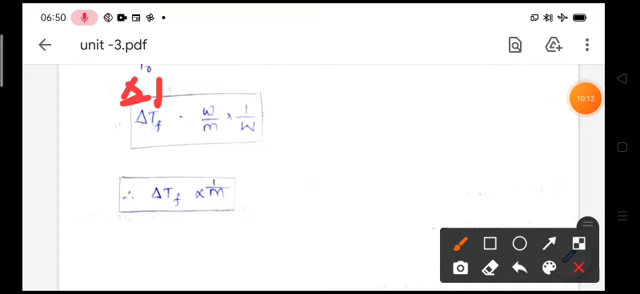 06:50
unit -3.pdf
10:12
Δ
ΔT_f · w/m × 1/W
∴ ΔT_f ∝ 1/m